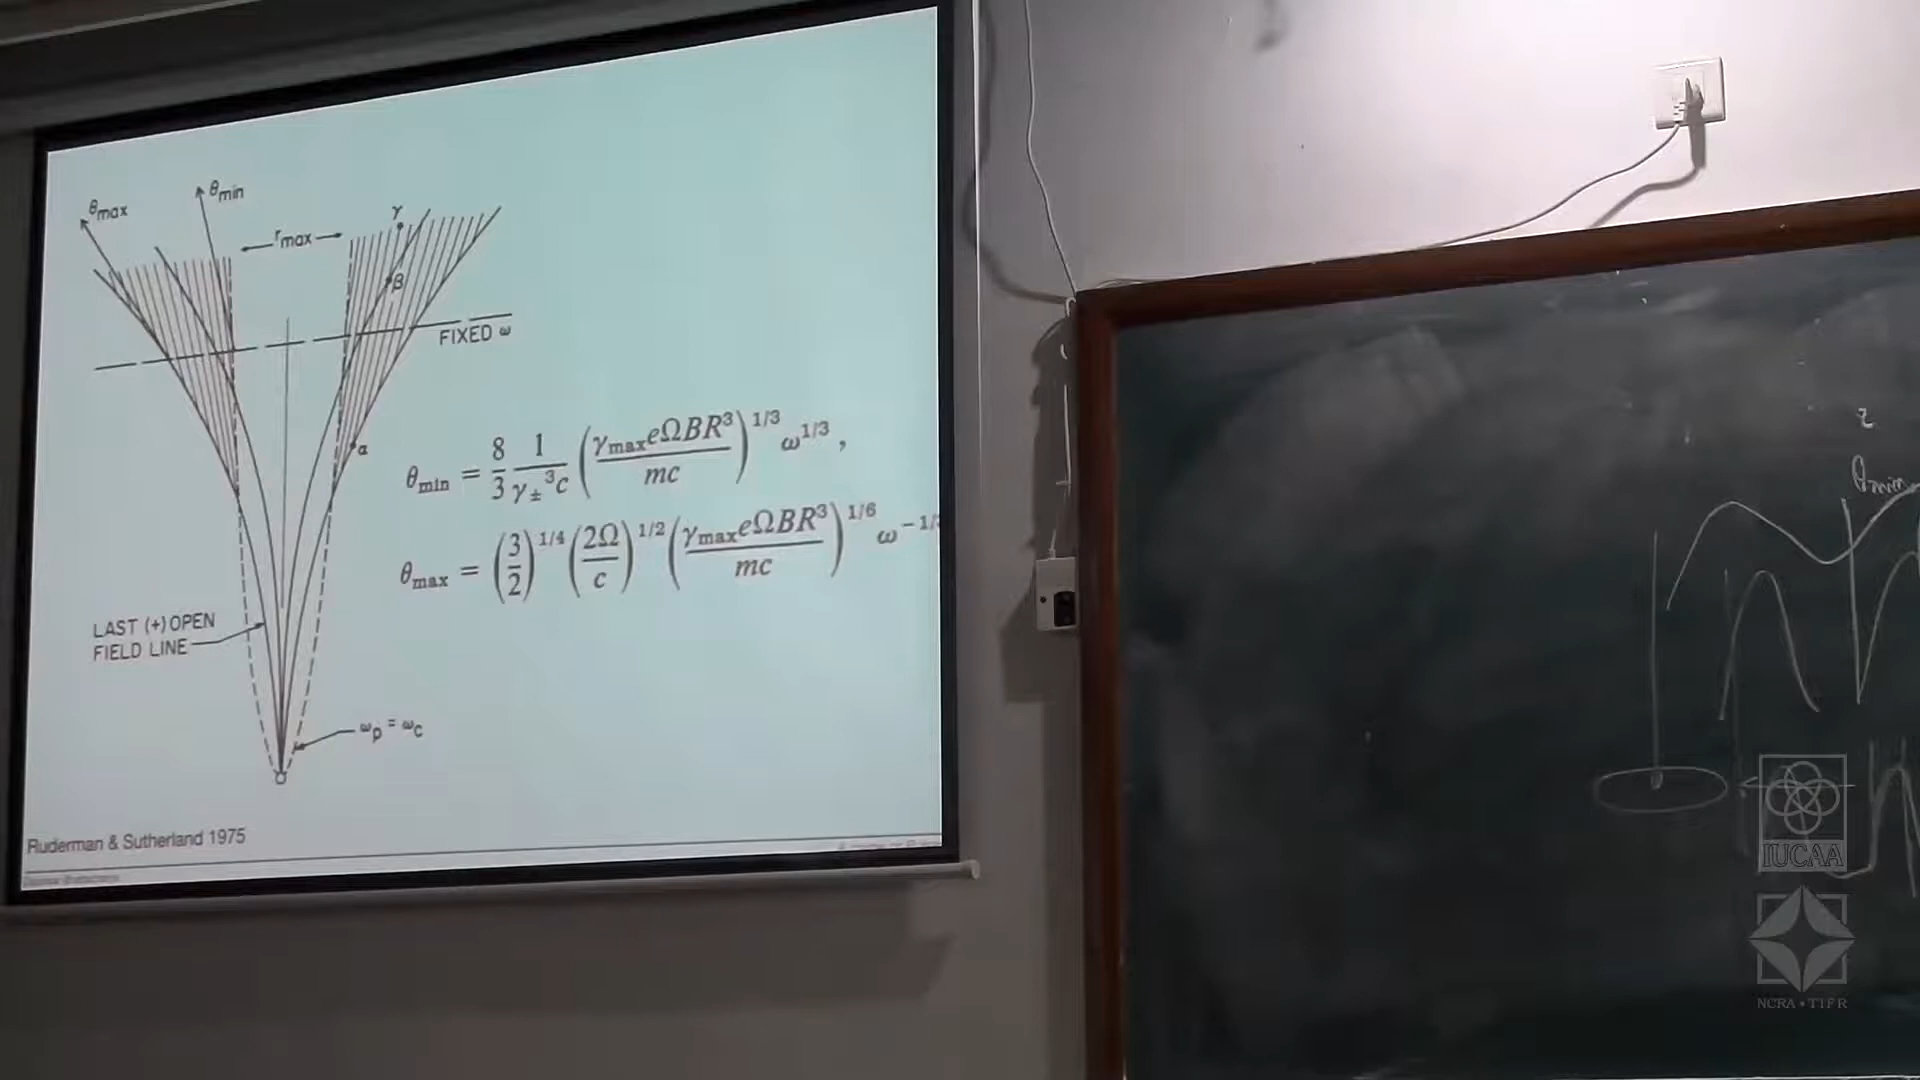 θmax
θmin
rmax
γ
β
FIXED ω
α
θmin = 8/3 1/γ±³c (γmaxeΩBR³/mc)^1/3 ω^1/3 ,
θmax = (3/2)^1/4 (2Ω/c)^1/2 (γmaxeΩBR³/mc)^1/6 ω^-1/
LAST (+) OPEN
FIELD LINE
ωp = ωc
Ruderman & Sutherland 1975
θmin
IUCAA
NCRA • TIFR